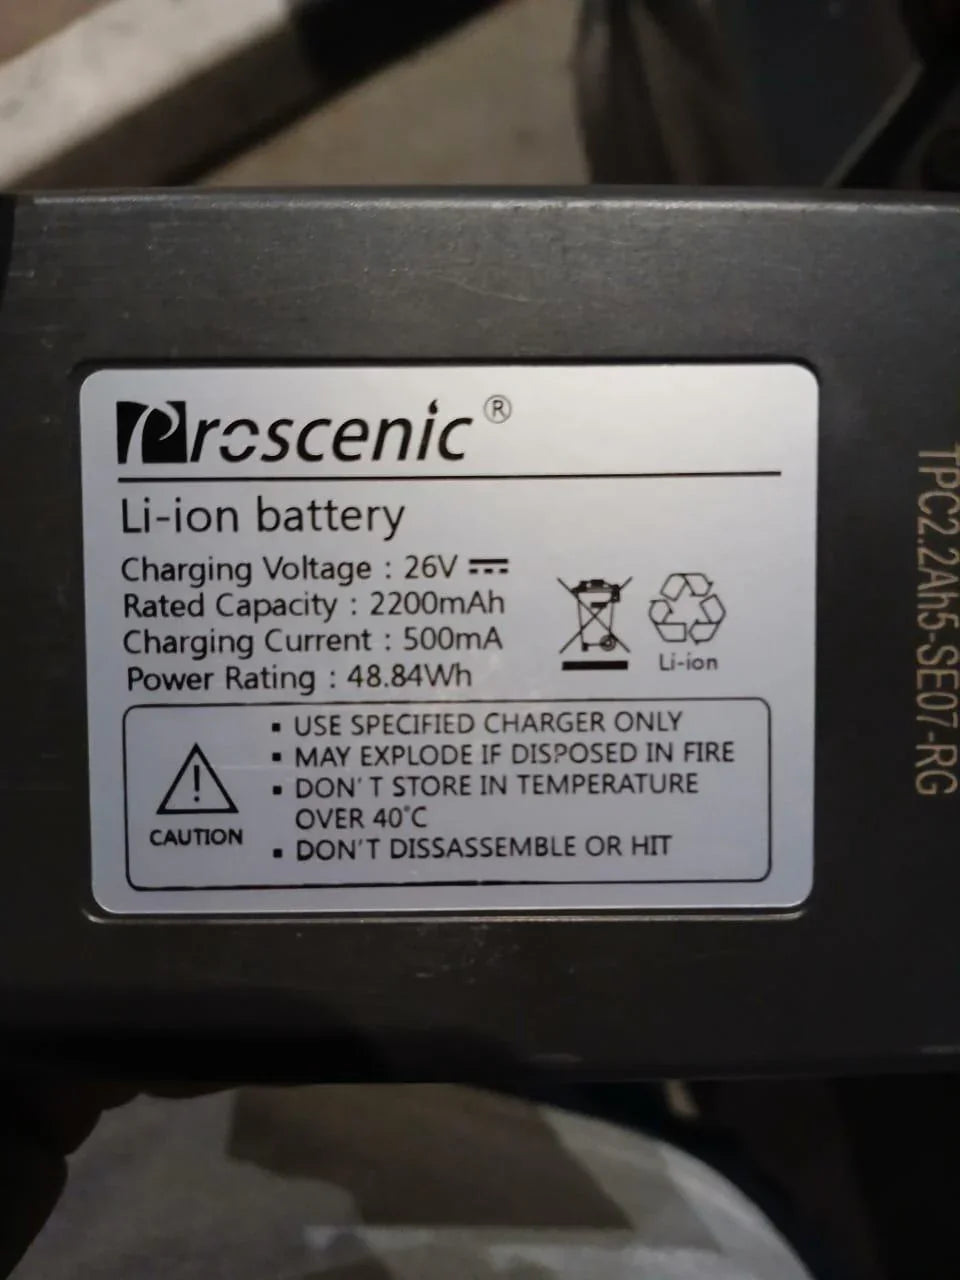 Proscenic®
Li-ion battery
Charging Voltage : 26V
Rated Capacity : 2200mAh
Charging Current : 500mA
Power Rating : 48.84Wh
Li-ion
CAUTION
▪ USE SPECIFIED CHARGER ONLY
▪ MAY EXPLODE IF DISPOSED IN FIRE
▪ DON'T STORE IN TEMPERATURE
OVER 40°C
▪ DON'T DISSASSEMBLE OR HIT
TPC2.2Ah5-SE07-RG